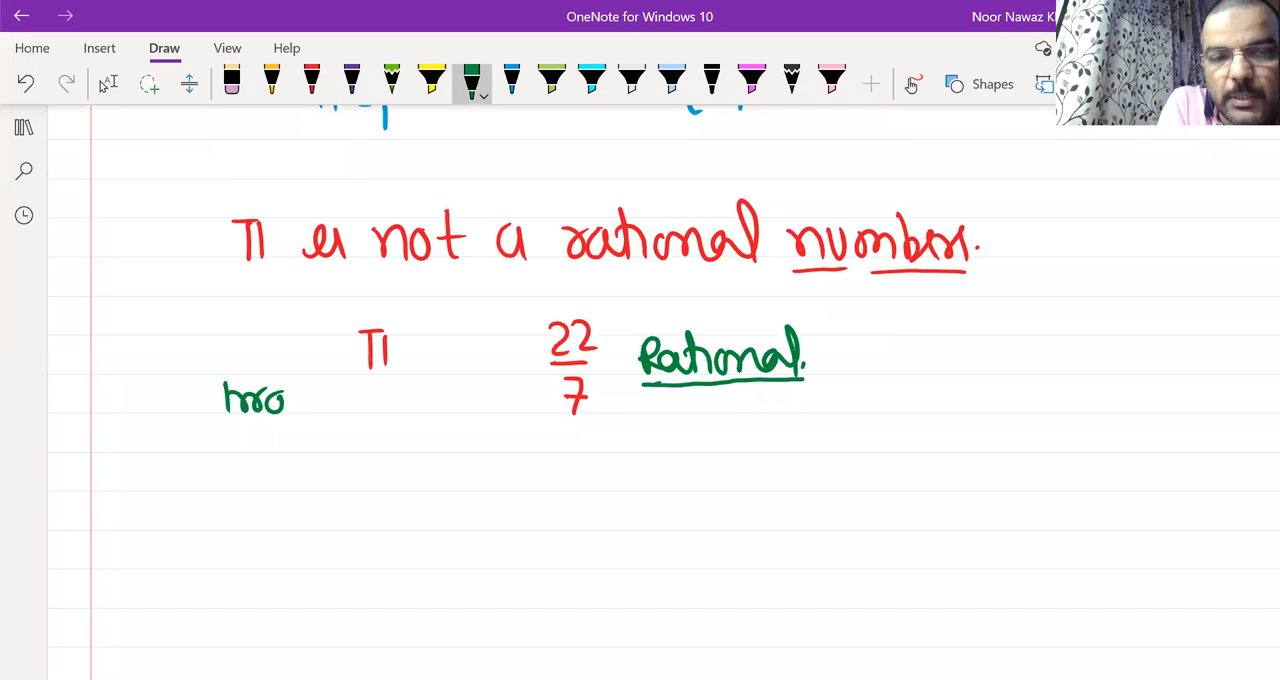 OneNote for Windows 10
Noor Nawaz K
Home Insert Draw View Help
Shapes
π is not a rational number.
π 22/7 Rational.
Irro